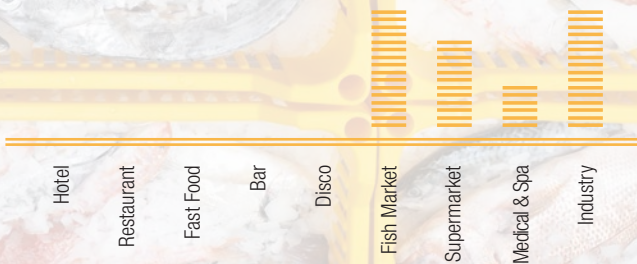 Hotel
Restaurant
Fast Food
Bar
Disco
Fish Market
Supermarket
Medical & Spa
Industry